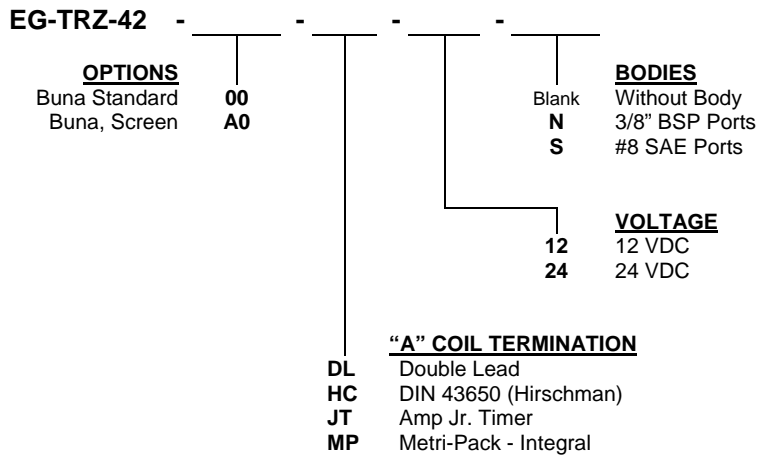 EG-TRZ-42 - - - -
OPTIONS
Buna Standard 00
Buna, Screen A0
BODIES
Blank Without Body
N 3/8” BSP Ports
S #8 SAE Ports
VOLTAGE
12 12 VDC
24 24 VDC
“A” COIL TERMINATION
DL Double Lead
HC DIN 43650 (Hirschman)
JT Amp Jr. Timer
MP Metri-Pack - Integral